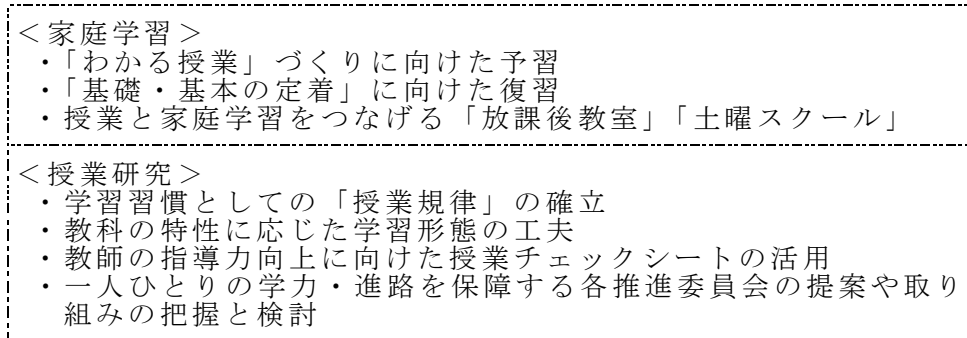 ＜家庭学習＞
・「わかる授業」づくりに向けた予習
・「基礎・基本の定着」に向けた復習
・授業と家庭学習をつなげる「放課後教室」「土曜スクール」
＜授業研究＞
・学習習慣としての「授業規律」の確立
・教科の特性に応じた学習形態の工夫
・教師の指導力向上に向けた授業チェックシートの活用
・一人ひとりの学力・進路を保障する各推進委員会の提案や取り
組みの把握と検討